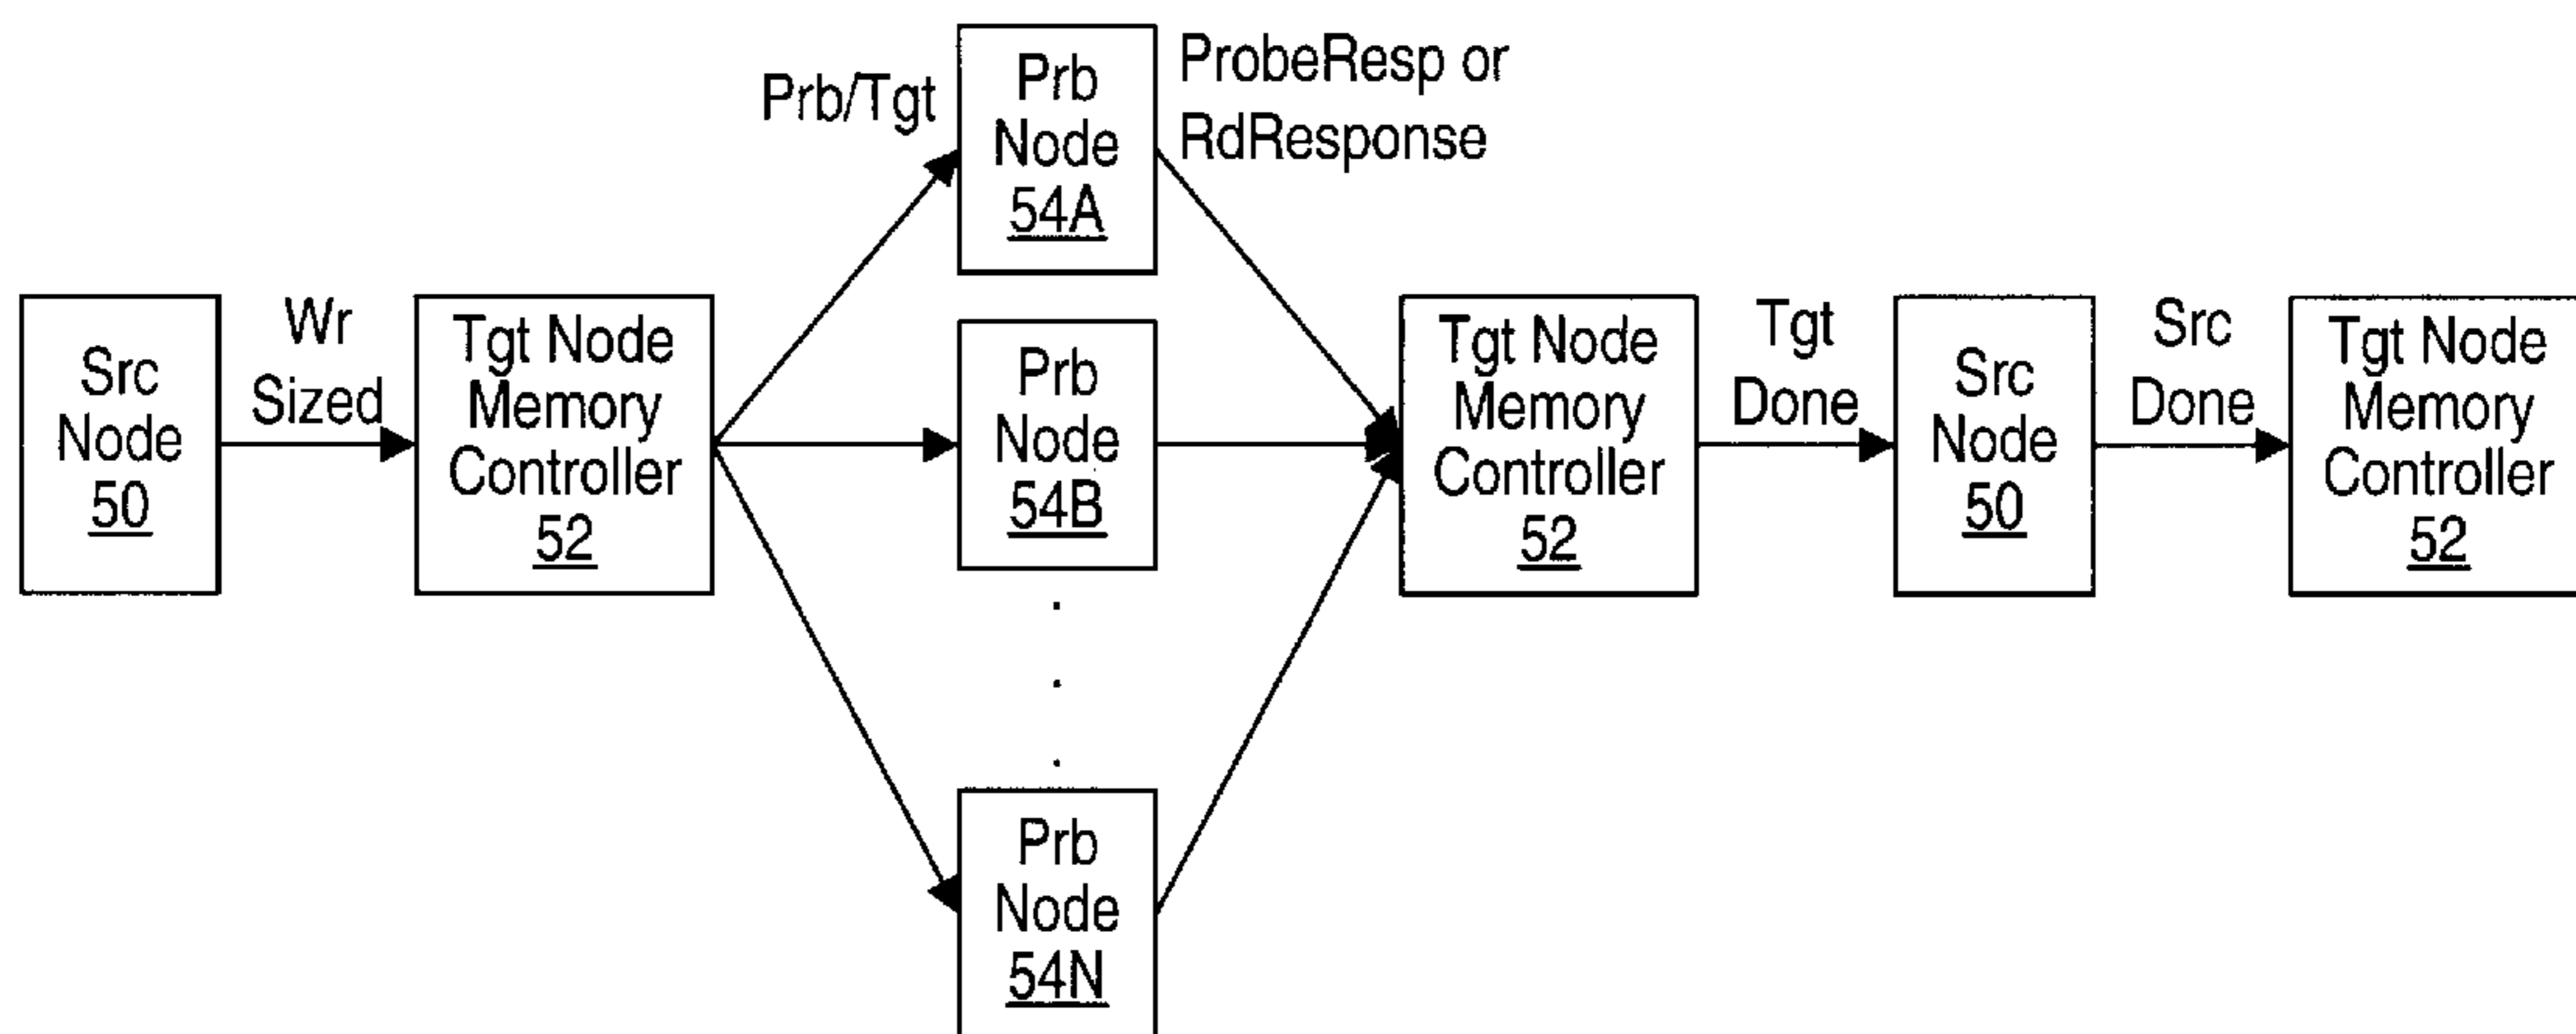 Src
Node
50
Wr
Sized
Tgt Node
Memory
Controller
52
Prb/Tgt
Prb
Node
54A
ProbeResp or
RdResponse
Prb
Node
54B
.
.
.
Prb
Node
54N
Tgt Node
Memory
Controller
52
Tgt
Done
Src
Node
50
Src
Done
Tgt Node
Memory
Controller
52